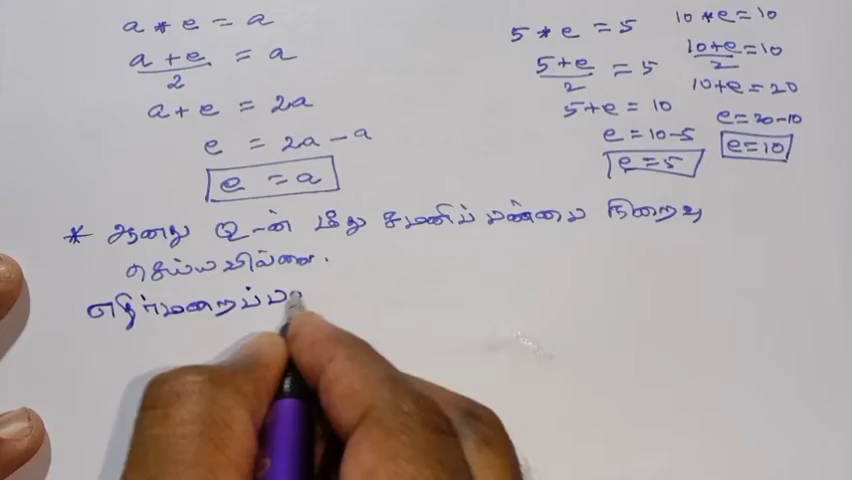 a * e = a
(a + e)/2 = a
a + e = 2a
e = 2a - a
e = a
5 * e = 5
(5 + e)/2 = 5
5 + e = 10
e = 10 - 5
e = 5
10 * e = 10
(10 + e)/2 = 10
10 + e = 20
e = 20 - 10
e = 10
* ஆனது Q-ன் மீது சமனிப் பண்பை நிறைவு
செய்யவில்லை.
எதிர்மறைப்ப